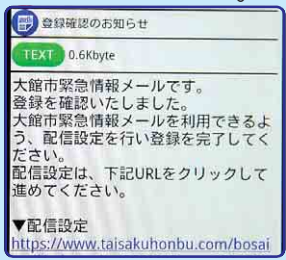 登録確認のお知らせ
TEXT 0.6Kbyte
大館市緊急情報メールです。
登録を確認いたしました。
大館市緊急情報メールを利用できるよ
う、配信設定を行い登録を完了してく
ださい。
配信設定は、下記URLをクリックして
進めてください。
▼配信設定
https://www.taisakuhonbu.com/bosai